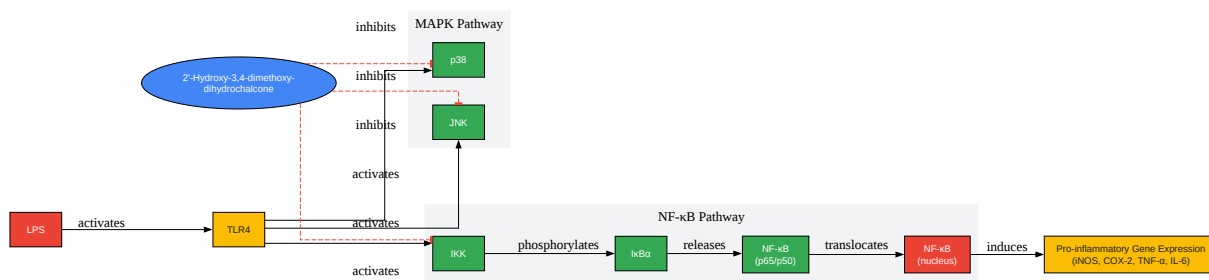 inhibits
MAPK Pathway
p38
2'-Hydroxy-3,4-dimethoxy-
dihydrochalcone
inhibits
JNK
inhibits
activates
LPS
activates
TLR4
activates
NF-κB Pathway
IKK
phosphorylates
IκBα
releases
NF-κB
(p65/p50)
translocates
NF-κB
(nucleus)
induces
Pro-inflammatory Gene Expression
(iNOS, COX-2, TNF-α, IL-6)
activates